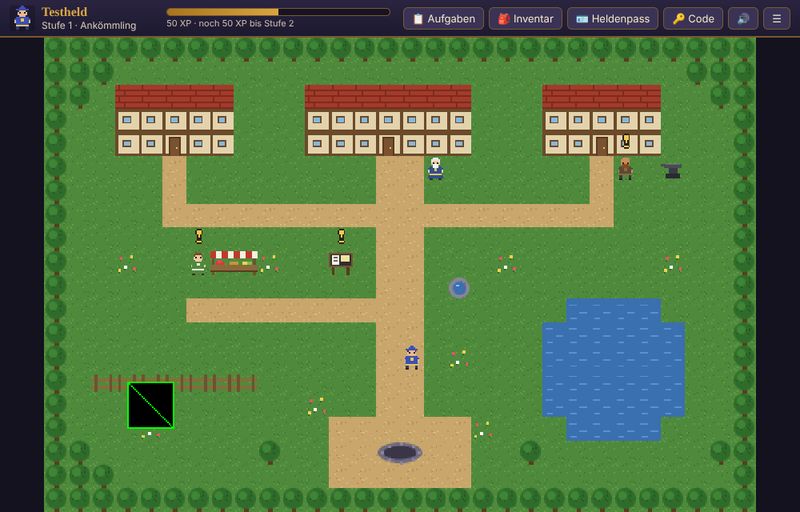 Testheld
Stufe 1 · Ankömmling
50 XP · noch 50 XP bis Stufe 2
Aufgaben
Inventar
Heldenpass
Code